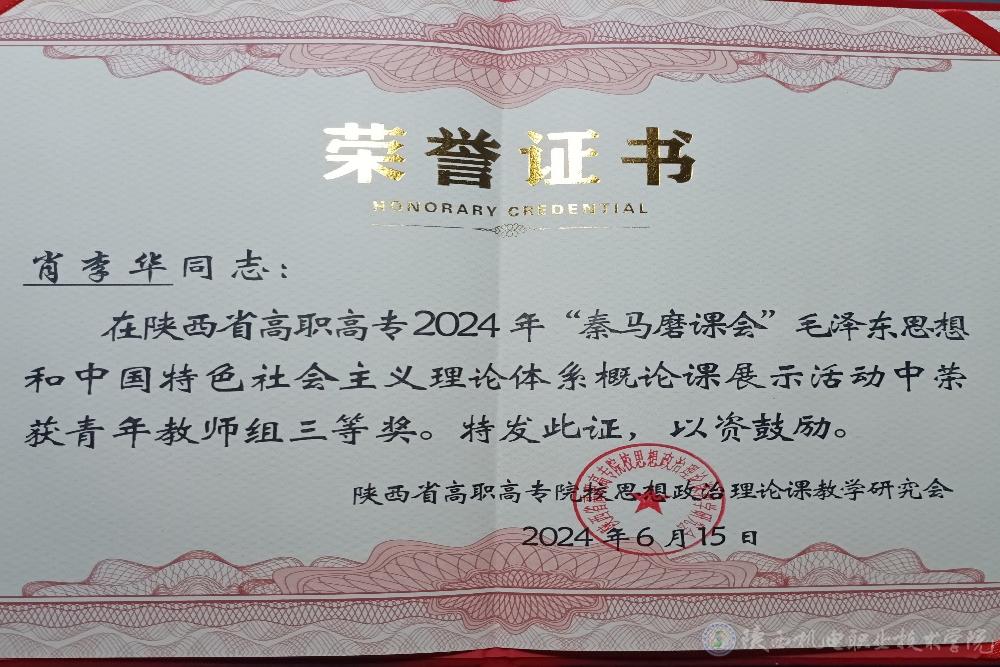 荣誉证书
HONORARY CREDENTIAL
肖李华同志：
在陕西省高职高专2024年“秦马磨课会”毛泽东思想
和中国特色社会主义理论体系概论课展示活动中荣
获青年教师组三等奖。特发此证，以资鼓励。
陕西省高职高专院校思想政治理论课教学研究会
2024年6月15日
陕西机电职业技术学院